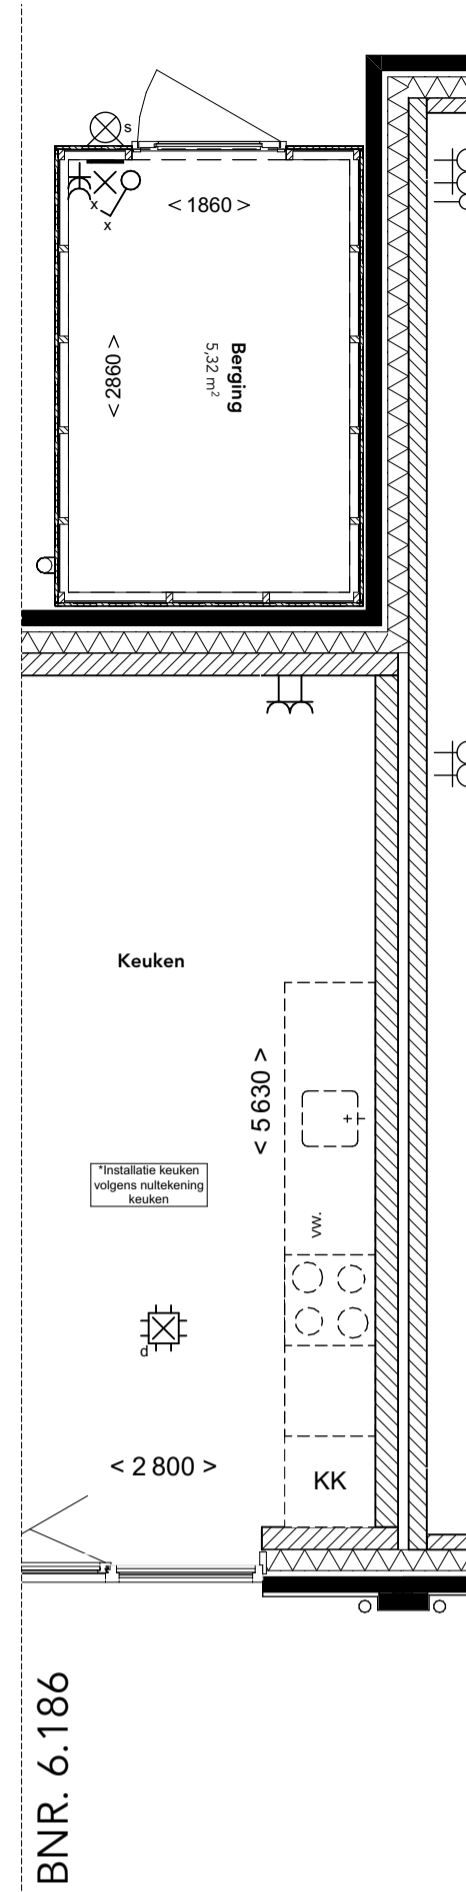 s
x
x
< 1860 >
< 2860 >
Berging
5,32 m²
Keuken
< 5 630 >
*Installatie keuken
volgens nultekening
keuken
vw.
d
< 2 800 >
KK
BNR. 6.186